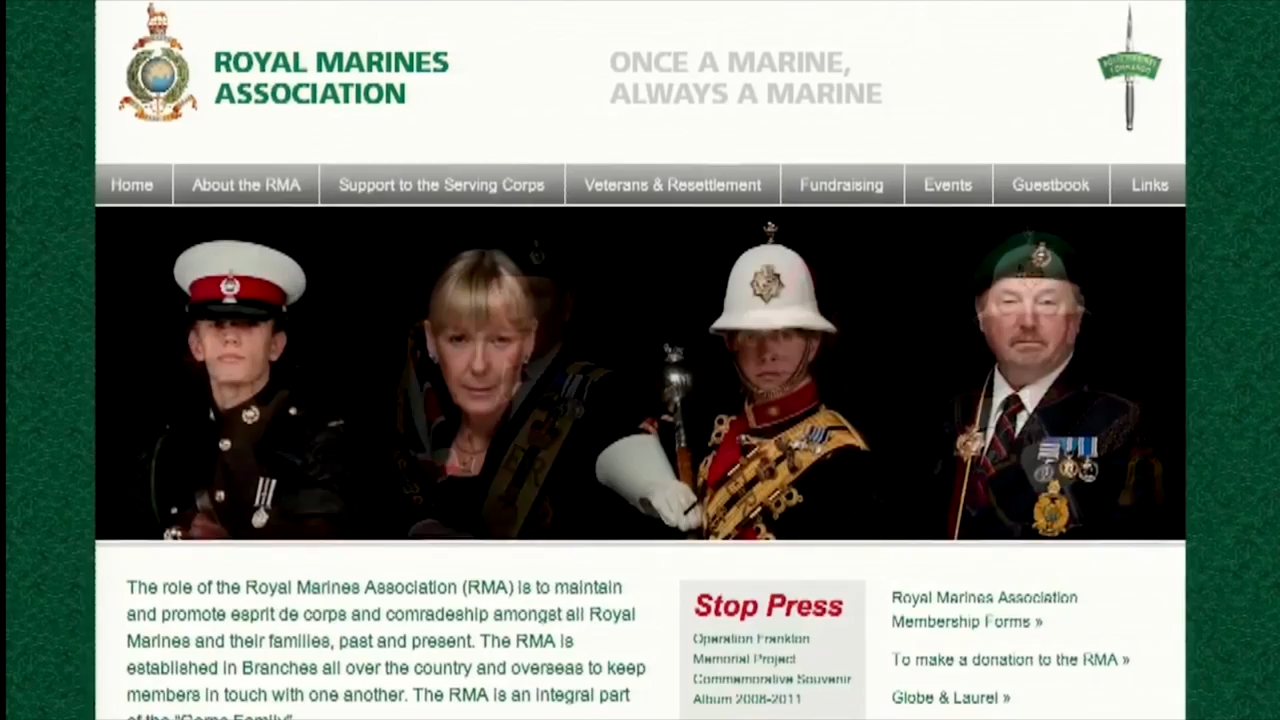 ROYAL MARINES
ASSOCIATION
ONCE A MARINE,
ALWAYS A MARINE
Home
About the RMA
Support to the Serving Corps
Veterans & Resettlement
Fundraising
Events
Guestbook
Links
The role of the Royal Marines Association (RMA) is to maintain
and promote esprit de corps and comradeship amongst all Royal
Marines and their families, past and present. The RMA is
established in Branches all over the country and overseas to keep
members in touch with one another. The RMA is an integral part
of the "Corps Family"
Stop Press
Operation Frankton
Memorial Project
Commemorative Souvenir
Album 2008-2011
Royal Marines Association
Membership Forms »
To make a donation to the RMA »
Globe & Laurel »